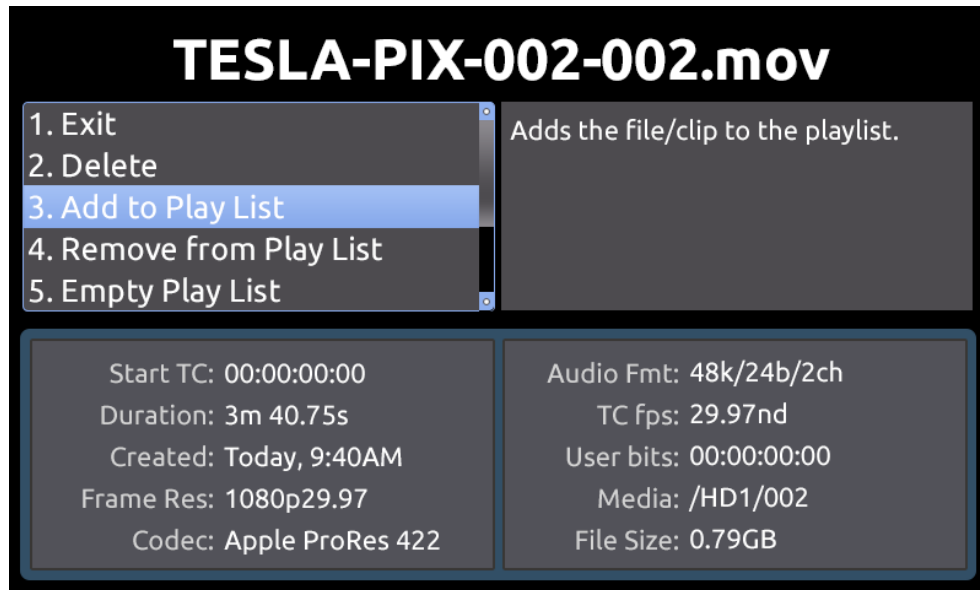 TESLA-PIX-002-002.mov
1. Exit
2. Delete
3. Add to Play List
4. Remove from Play List
5. Empty Play List
Adds the file/clip to the playlist.
Start TC: 00:00:00:00
Duration: 3m 40.75s
Created: Today, 9:40AM
Frame Res: 1080p29.97
Codec: Apple ProRes 422
Audio Fmt: 48k/24b/2ch
TC fps: 29.97nd
User bits: 00:00:00:00
Media: /HD1/002
File Size: 0.79GB